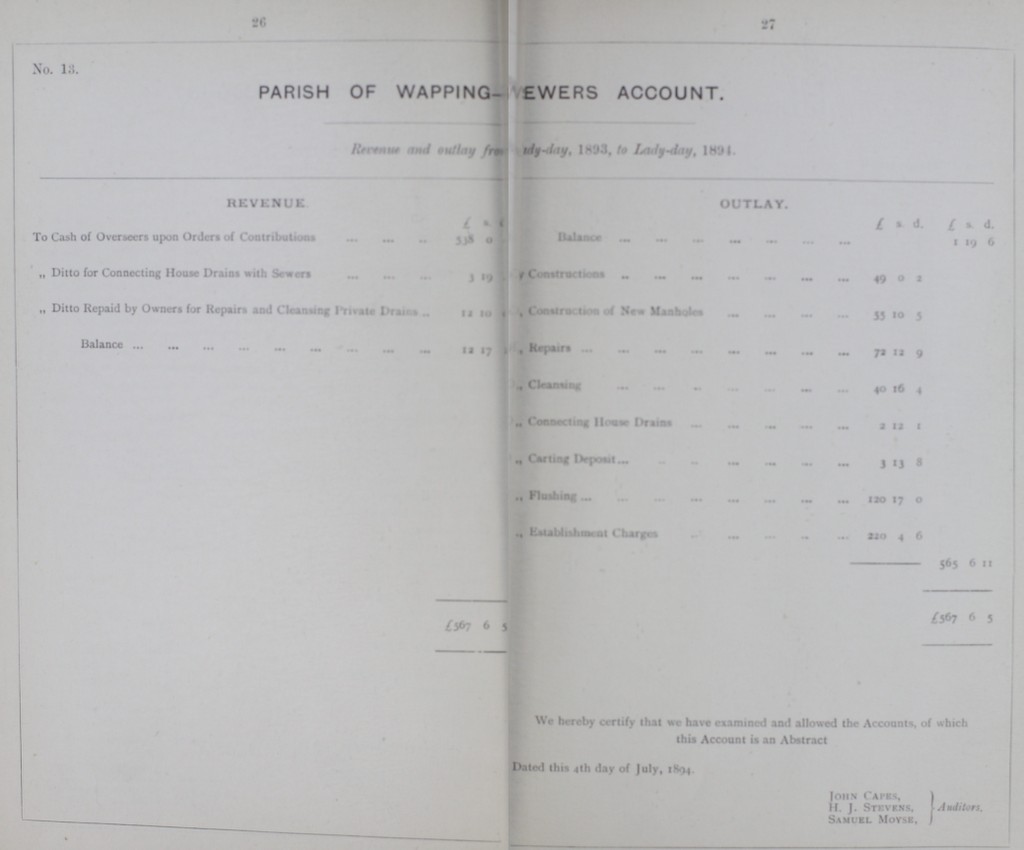 26
No. 13.
PARISH OF WAPPING—
Revenue and outlay
REVENUE
£ s.
To Cash of Overseers upon Orders of Contributions ... ... .. 538 0
„ Ditto for Connecting House Drains with Sewers ... ... ... 3 19
„ Ditto Repaid by Owners for Repairs and Cleansing Private Drains .. 12 10
Balance ... ... ... ... ... ... ... ... ... 12 17
£567 6 5
27
EWERS ACCOUNT.
dy-day, 1893, to Lady-day, 1894.
OUTLAY.
£ s. d. £ s. d.
Balance ... ... ... ... ... ... ... 1 19 6
Constructions .. ... ... ... ... ... ... 49 0 2
„ Construction of New Manholes ... ... ... ... 55 10 5
„ Repairs ... ... ... ... ... ... ... ... 72 12 9
„ Cleansing ... ... .. ... ... ... ... 40 16 4
„ Connecting House Drains ... ... ... ... ... 2 12 1
„ Carting Deposit... .. .. ... ... ... ... 3 13 8
„ Flushing ... ... ... ... ... ... ... ... 120 17 0
„ Establishment Charges .. ... ... .. ... 220 4 6
565 6 11
£567 6 5
We hereby certify that we have examined and allowed the Accounts, of which
this Account is an Abstract
Dated this 4th day of July, 1894.
JOHN CAPES,
H. J. STEVENS, } Auditors.
SAMUEL MOYSE,